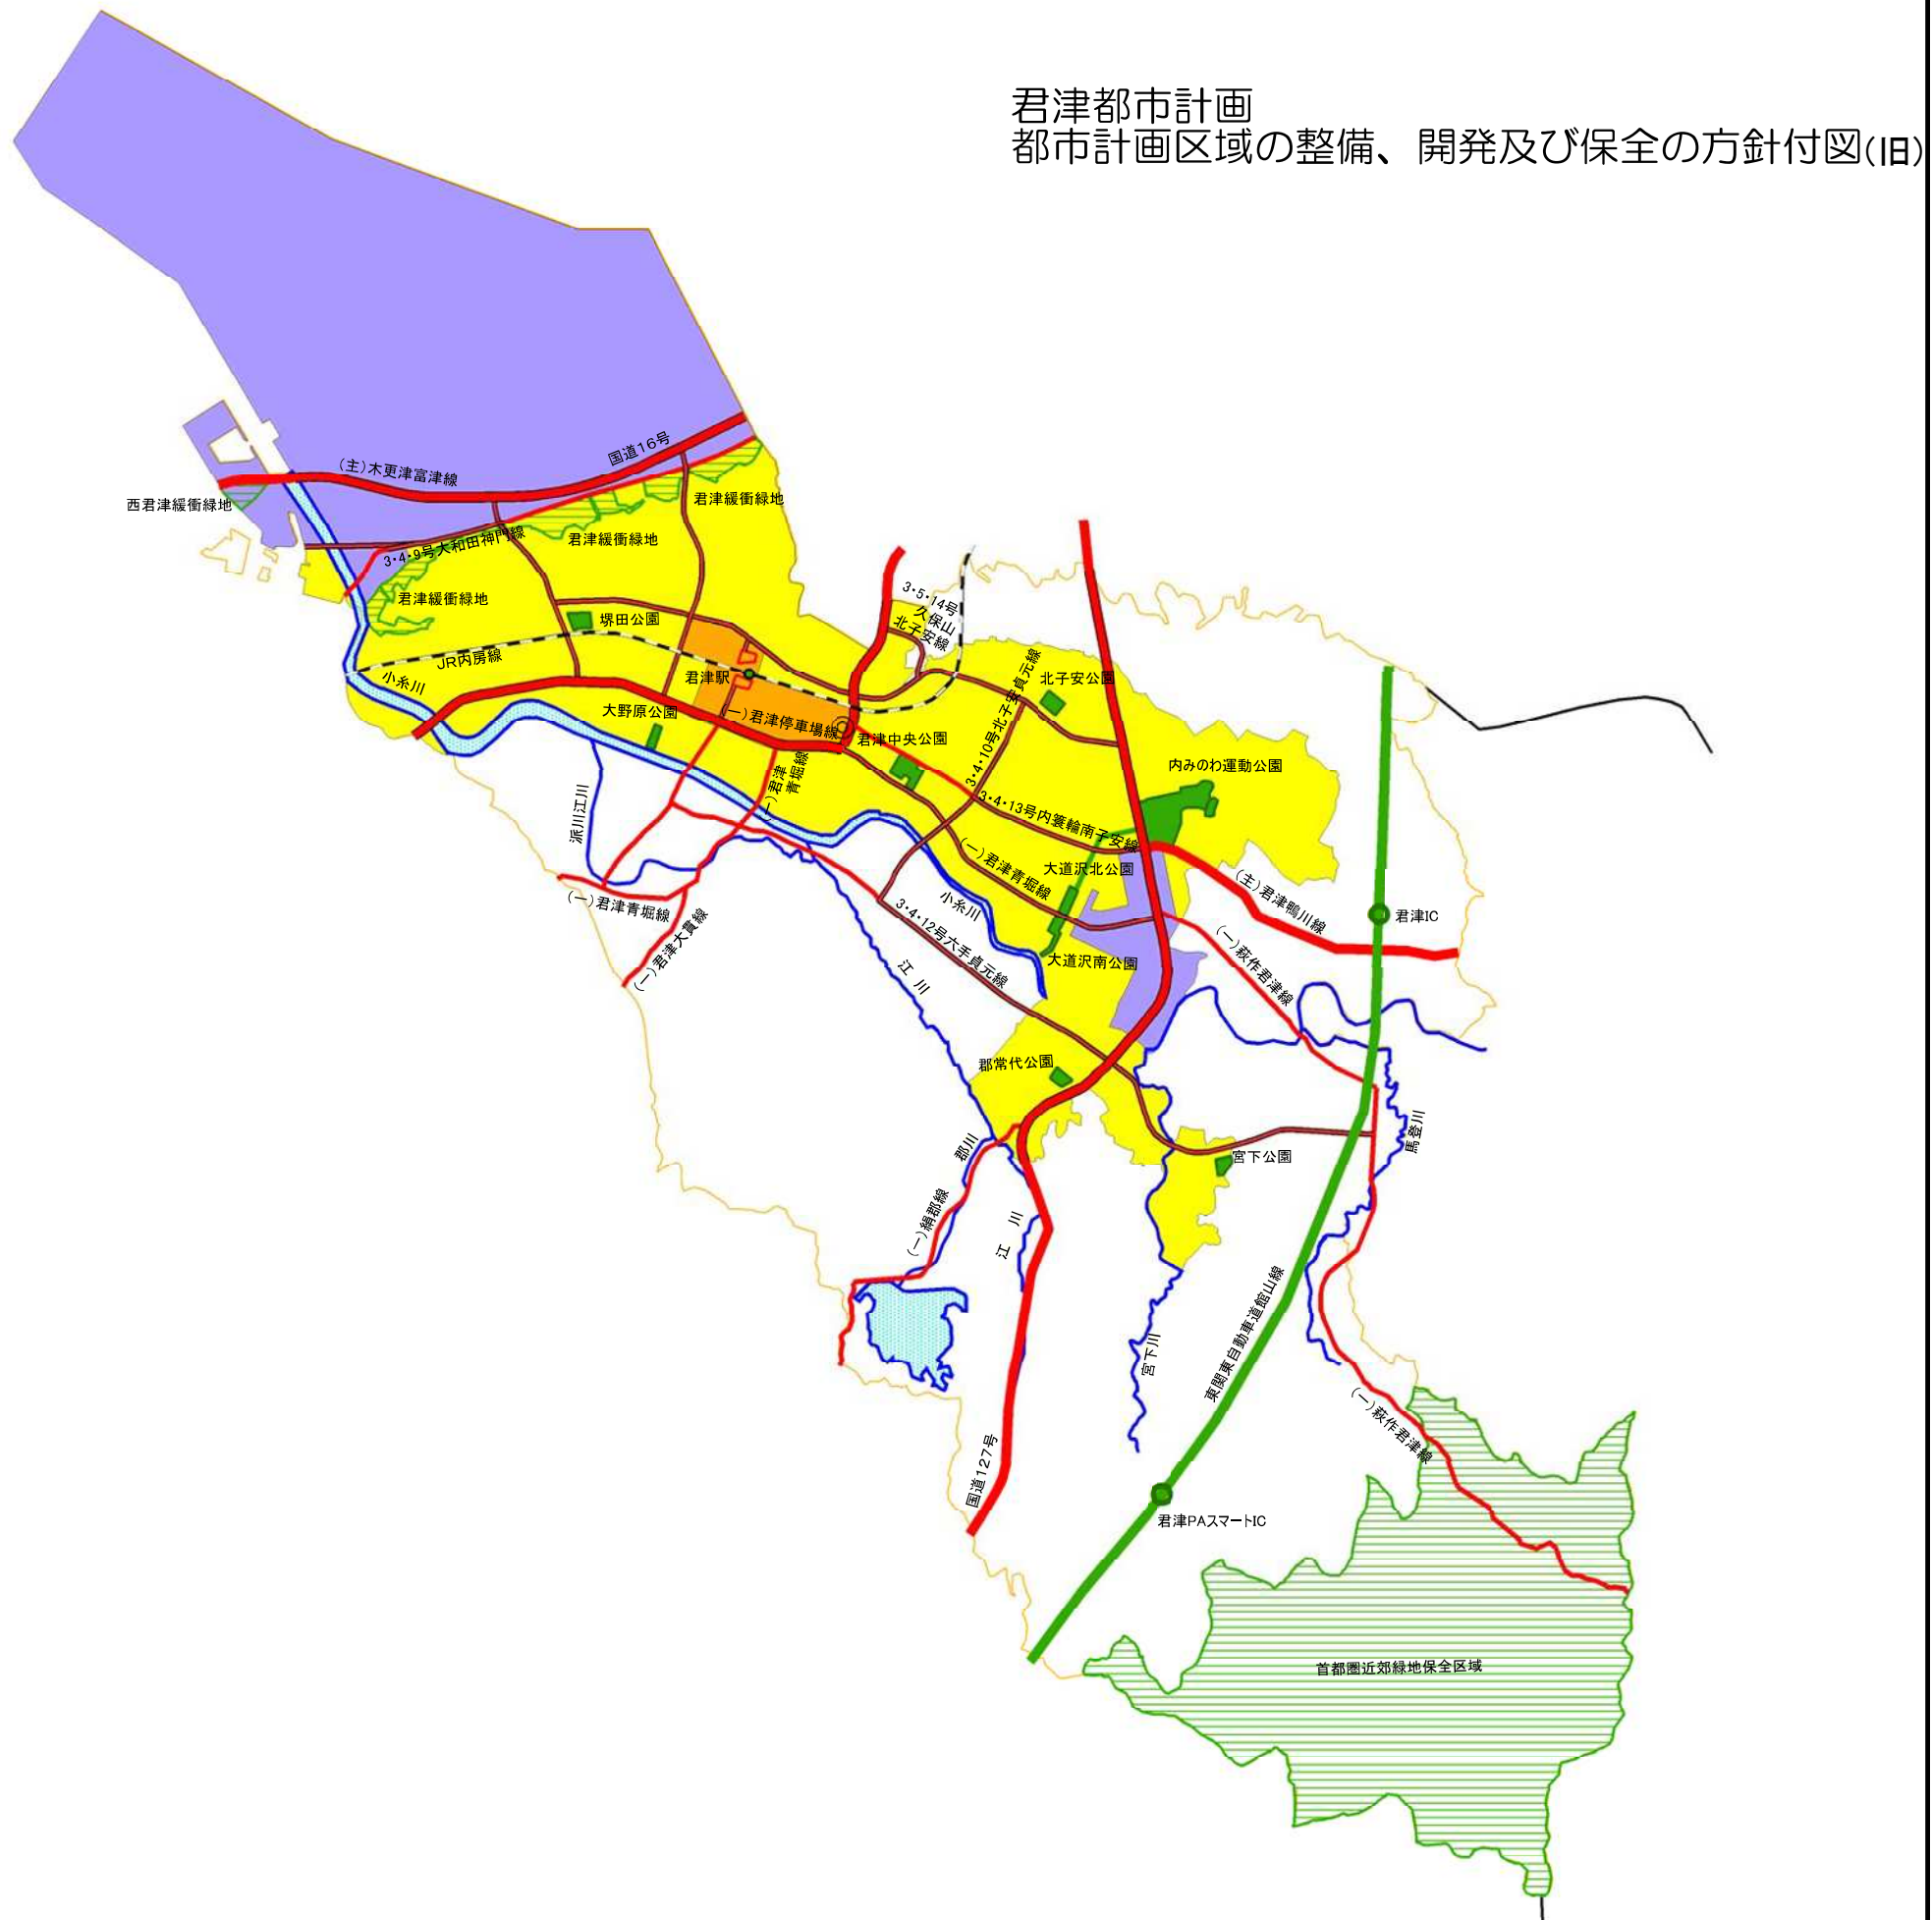 君津都市計画
都市計画区域の整備、開発及び保全の方針付図(旧)
国道16号
(主)木更津富津線
西君津緩衝緑地
君津緩衝緑地
3・4・9号大和田神門線
君津緩衝緑地
君津緩衝緑地
3・5・14号
久保山
北子安線
堺田公園
JR内房線
小糸川
君津駅
北子安公園
3・4・10号北子安貞元線
大野原公園
(一)君津停車場線
君津中央公園
内みのわ運動公園
(一)君津
青堀線
派川江川
3・4・13号内簑輪南子安線
(一)君津青堀線
大道沢北公園
(主)君津鴨川線
君津IC
(一)君津青堀線
(一)君津大貫線
小糸川
3・4・12号六手貞元線
(一)萩作君津線
大道沢南公園
江川
郡常代公園
馬登川
郡川
宮下公園
(一)絹郡線
江川
東関東自動車道館山線
宮下川
(一)萩作君津線
国道127号
君津PAスマートIC
首都圏近郊緑地保全区域